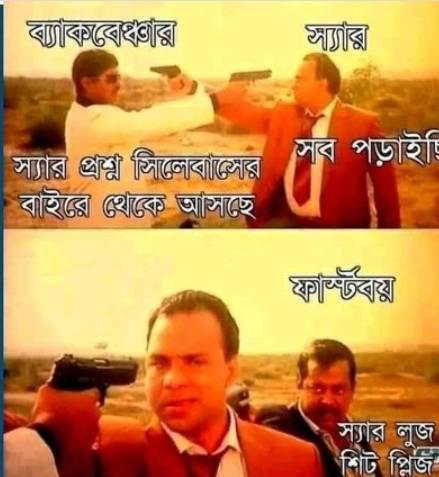 ব্যাকবেঞ্চার
স্যার
স্যার প্রশ্ন সিলেবাসের
বাইরে থেকে আসছে
সব পড়াইছি
ফার্স্টবয়
স্যার লুজ
শিট প্লিজ